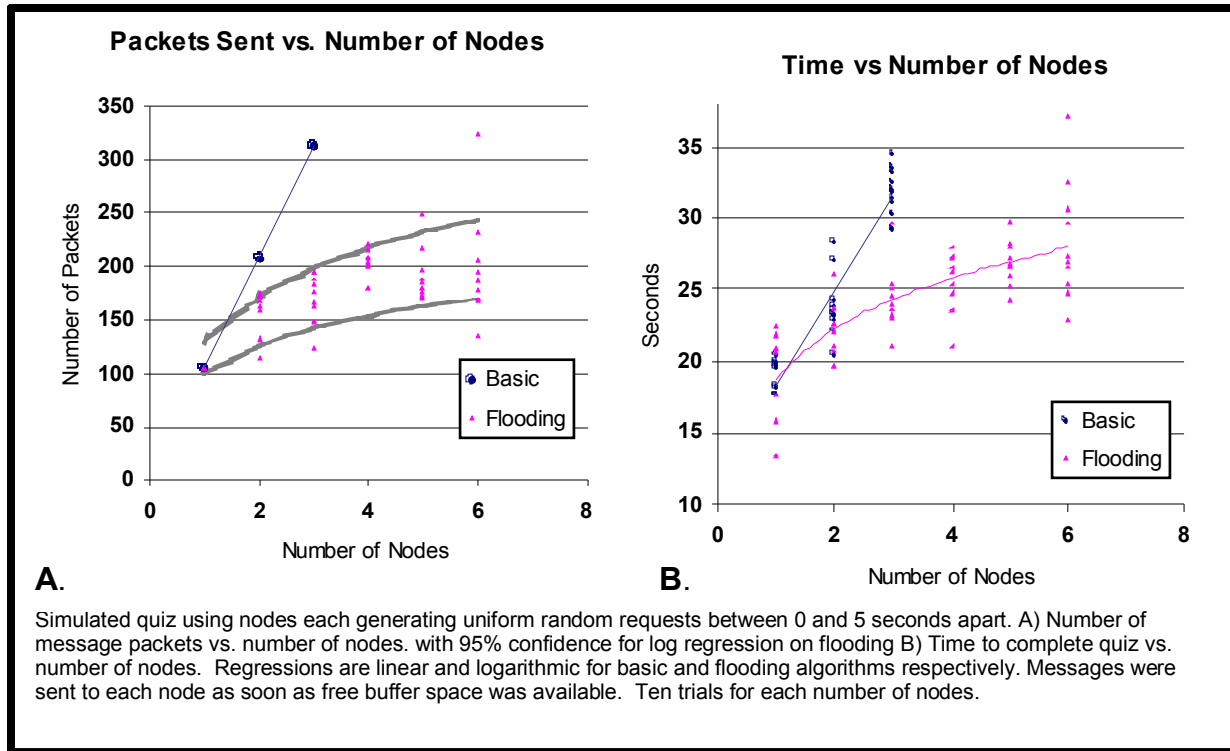 Packets Sent vs. Number of Nodes
350
300
250
200
150
100
50
0
Number of Packets
0 2 4 6 8
Number of Nodes
Basic
Flooding
A.
Time vs Number of Nodes
35
30
25
20
15
10
Seconds
0 2 4 6 8
Number of Nodes
Basic
Flooding
B.
Simulated quiz using nodes each generating uniform random requests between 0 and 5 seconds apart. A) Number of
message packets vs. number of nodes. with 95% confidence for log regression on flooding B) Time to complete quiz vs.
number of nodes. Regressions are linear and logarithmic for basic and flooding algorithms respectively. Messages were
sent to each node as soon as free buffer space was available. Ten trials for each number of nodes.